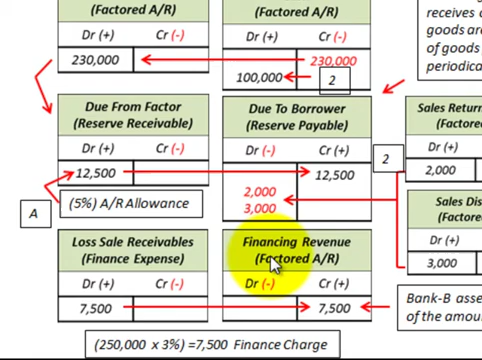 (Factored A/R)
(Factored A/R)
receives
goods are
of goods
periodica
Dr (+) Cr (-)
Dr (+) Cr (-)
230,000
230,000
100,000
2
Due From Factor
(Reserve Receivable)
Due To Borrower
(Reserve Payable)
Sales Return
(Factore
Dr (+) Cr (-)
Dr (-) Cr (+)
Dr (+)
12,500
12,500
2
2,000
2,000
3,000
A
(5%) A/R Allowance
Sales Dis
(Factore
Dr (+)
Loss Sale Receivables
(Finance Expense)
Financing Revenue
(Factored A/R)
3,000
Dr (+) Cr (-)
Dr (-) Cr (+)
7,500
7,500
Bank-B asse
of the amou
(250,000 x 3%) =7,500 Finance Charge